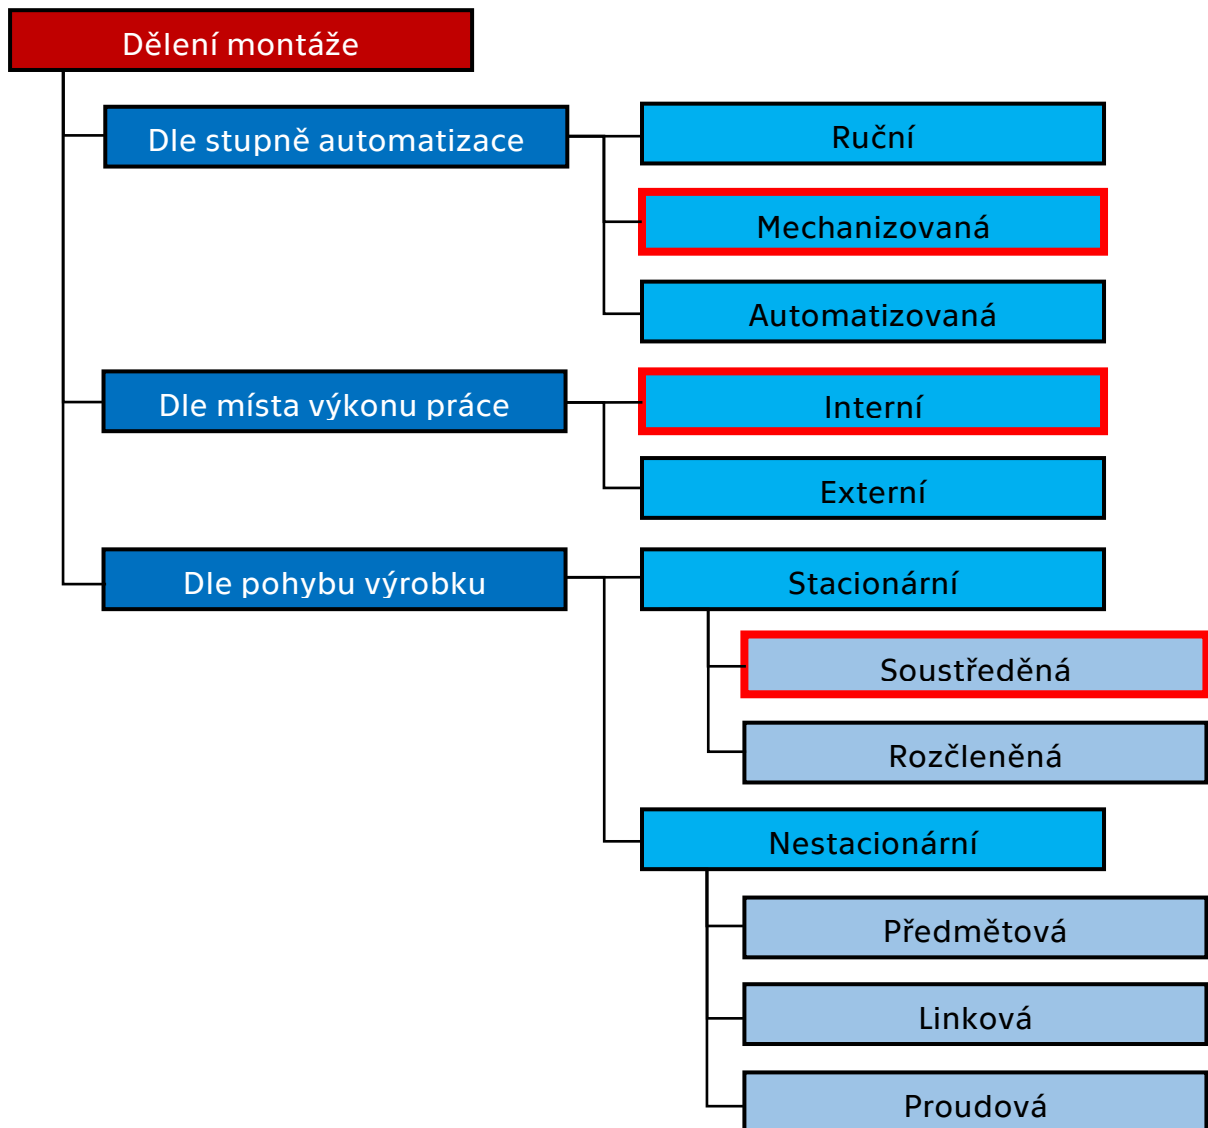 Dělení montáže
Dle stupně automatizace
Ruční
Mechanizovaná
Automatizovaná
Dle místa výkonu práce
Interní
Externí
Dle pohybu výrobku
Stacionární
Soustředěná
Rozčleněná
Nestacionární
Předmětová
Linková
Proudová